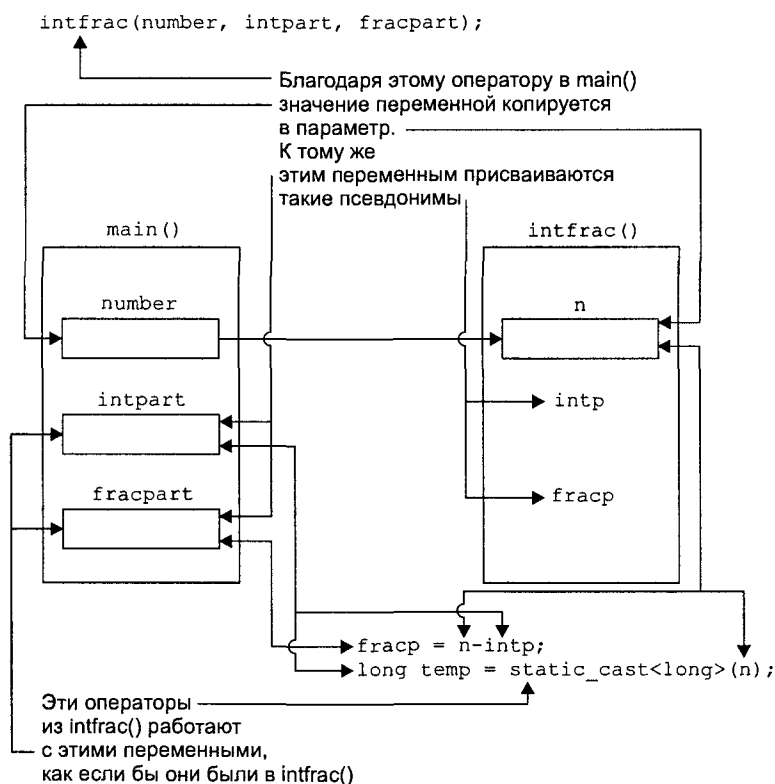 intfrac(number, intpart, fracpart);
Благодаря этому оператору в main()
значение переменной копируется
в параметр.
К тому же
этим переменным присваиваются
такие псевдонимы
main()
intfrac()
number
n
intpart
intp
fracpart
fracp
fracp = n-intp;
long temp = static_cast<long>(n);
Эти операторы
из intfrac() работают
с этими переменными,
как если бы они были в intfrac()